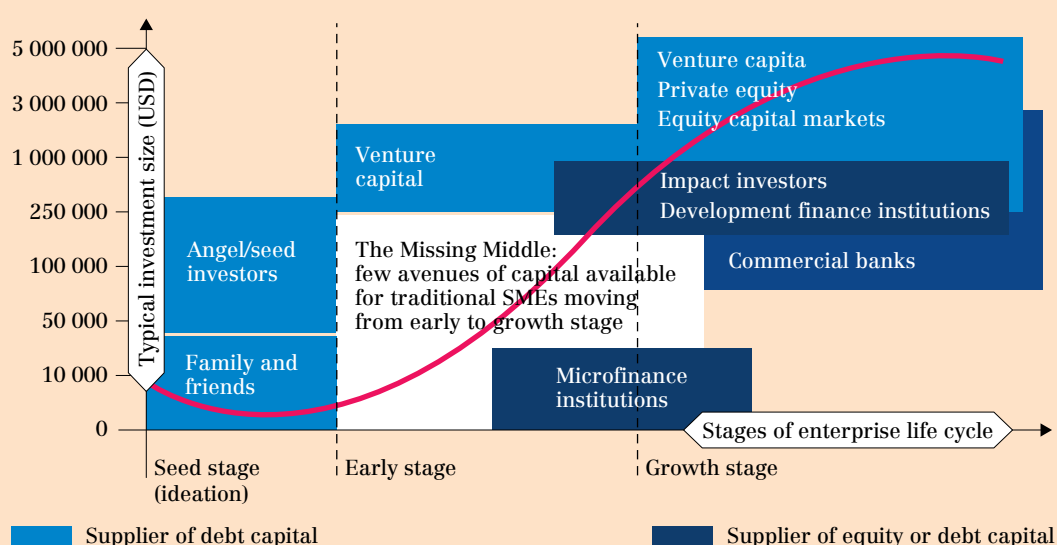 5 000 000
3 000 000
1 000 000
250 000
100 000
50 000
10 000
0
Typical investment size (USD)
Angel/seed
investors
Family and
friends
Venture
capital
The Missing Middle:
few avenues of capital available
for traditional SMEs moving
from early to growth stage
Venture capita
Private equity
Equity capital markets
Impact investors
Development finance institutions
Commercial banks
Microfinance
institutions
Stages of enterprise life cycle
Seed stage
(ideation)
Early stage
Growth stage
Supplier of debt capital
Supplier of equity or debt capital